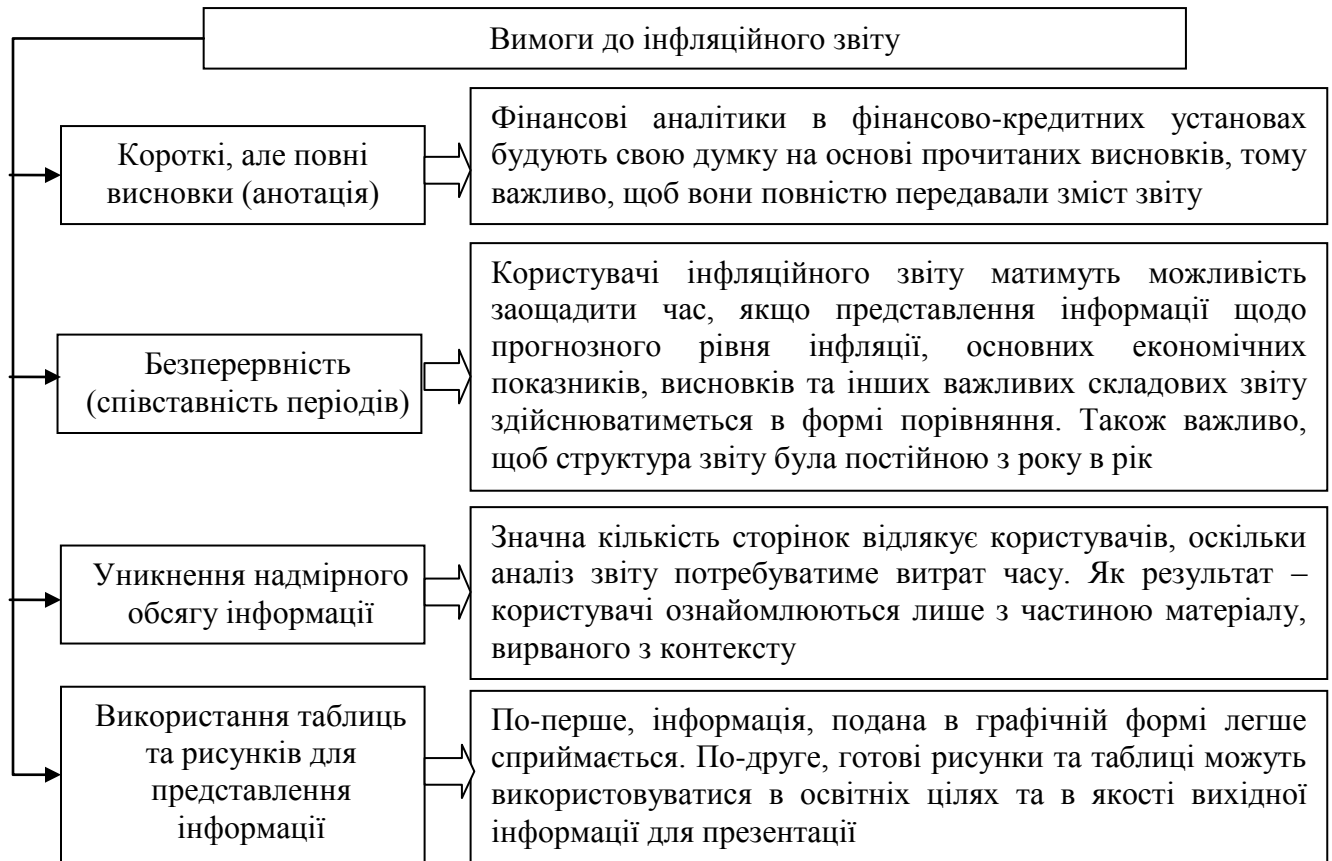 Вимоги до інфляційного звіту
Короткі, але повні
висновки (анотація)
Фінансові аналітики в фінансово-кредитних установах
будують свою думку на основі прочитаних висновків, тому
важливо, щоб вони повністю передавали зміст звіту
Безперервність
(співставність періодів)
Користувачі інфляційного звіту матимуть можливість
заощадити час, якщо представлення інформації щодо
прогнозного рівня інфляції, основних економічних
показників, висновків та інших важливих складових звіту
здійснюватиметься в формі порівняння. Також важливо,
щоб структура звіту була постійною з року в рік
Уникнення надмірного
обсягу інформації
Значна кількість сторінок відлякує користувачів, оскільки
аналіз звіту потребуватиме витрат часу. Як результат –
користувачі ознайомлюються лише з частиною матеріалу,
вирваного з контексту
Використання таблиць
та рисунків для
представлення
інформації
По-перше, інформація, подана в графічній формі легше
сприймається. По-друге, готові рисунки та таблиці можуть
використовуватися в освітніх цілях та в якості вихідної
інформації для презентації